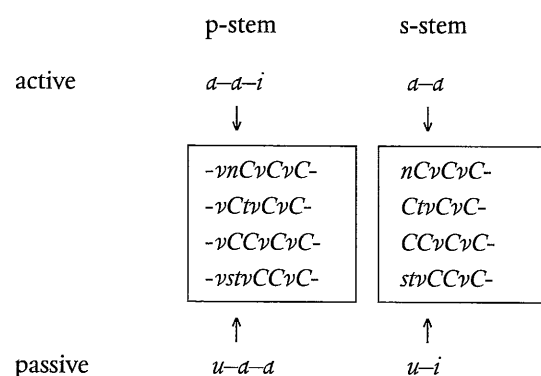 p-stem s-stem
active a–a–i a–a
↓ ↓
-vnCvCvC- nCvCvC-
-vCtvCvC- CtvCvC-
-vCCvCvC- CCvCvC-
-vstvCCvC- stvCCvC-
↑ ↑
passive u–a–a u–i